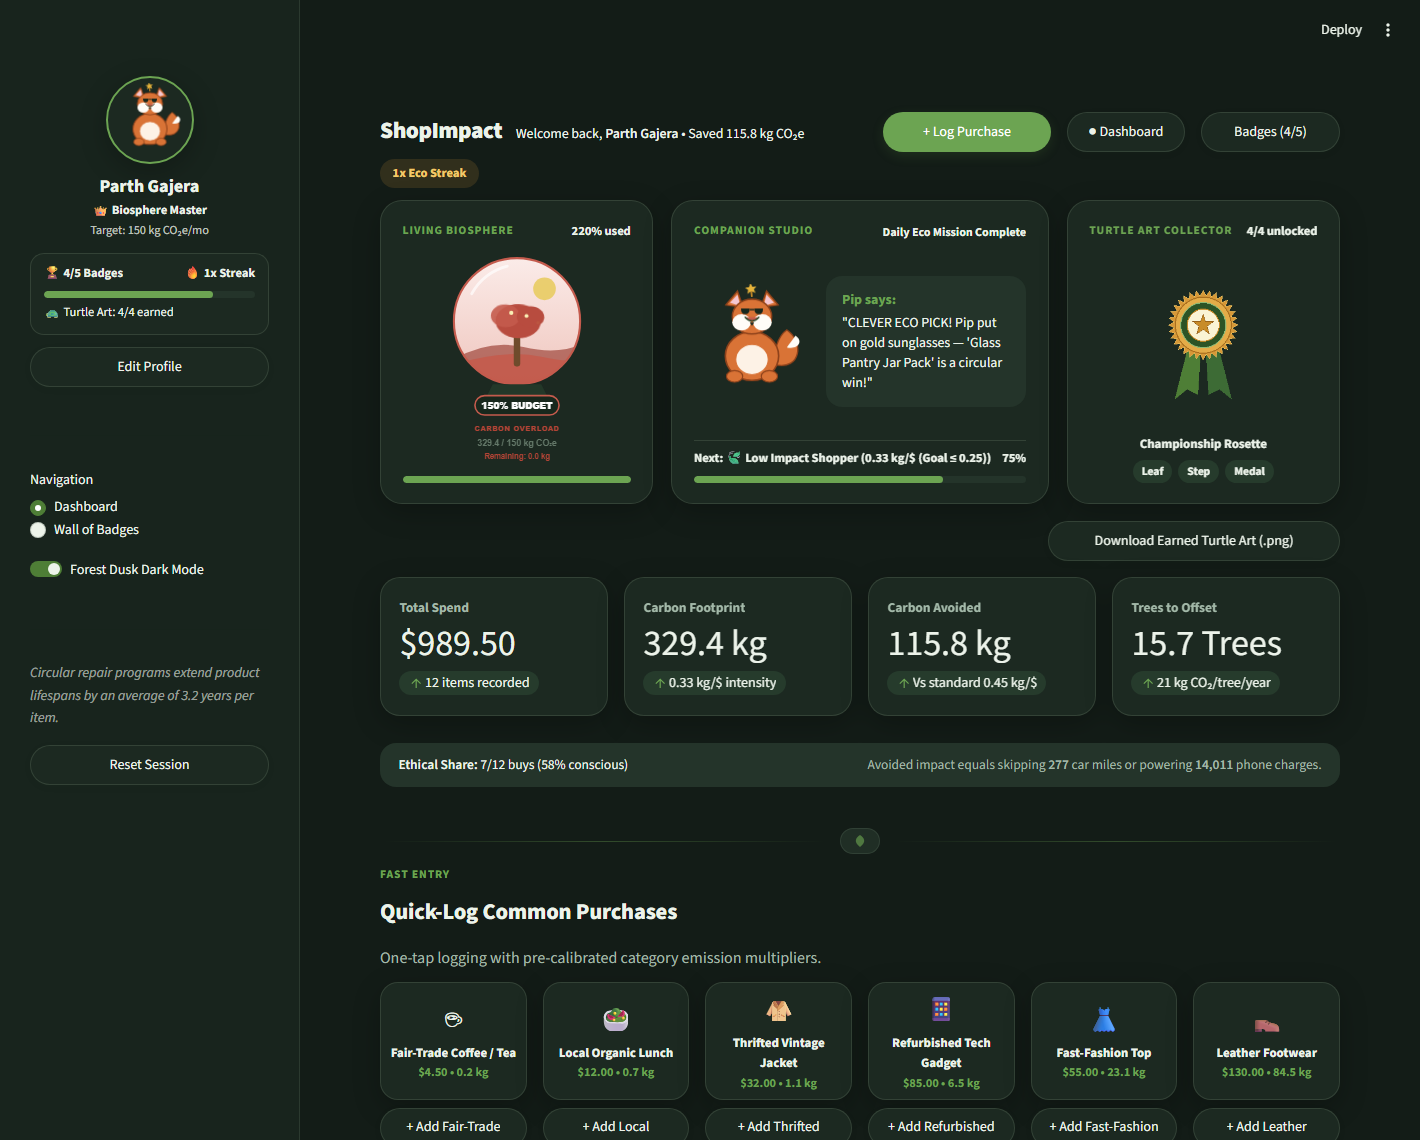 Deploy
Parth Gajera
Biosphere Master
Target: 150 kg CO₂e/mo
4/5 Badges
1x Streak
Turtle Art: 4/4 earned
Edit Profile
Navigation
Dashboard
Wall of Badges
Forest Dusk Dark Mode
Circular repair programs extend product
lifespans by an average of 3.2 years per
item.
Reset Session
ShopImpact
Welcome back, Parth Gajera • Saved 115.8 kg CO₂e
+ Log Purchase
Dashboard
Badges (4/5)
1x Eco Streak
LIVING BIOSPHERE
220% used
150% BUDGET
CARBON OVERLOAD
329.4 / 150 kg CO₂e
Remaining: 0.0 kg
COMPANION STUDIO
Daily Eco Mission Complete
Pip says:
"CLEVER ECO PICK! Pip put
on gold sunglasses — 'Glass
Pantry Jar Pack' is a circular
win!"
Next: Low Impact Shopper (0.33 kg/$ (Goal ≤ 0.25))
75%
TURTLE ART COLLECTOR
4/4 unlocked
Championship Rosette
Leaf
Step
Medal
Download Earned Turtle Art (.png)
Total Spend
$989.50
↑ 12 items recorded
Carbon Footprint
329.4 kg
↑ 0.33 kg/$ intensity
Carbon Avoided
115.8 kg
↑ Vs standard 0.45 kg/$
Trees to Offset
15.7 Trees
↑ 21 kg CO₂/tree/year
Ethical Share: 7/12 buys (58% conscious)
Avoided impact equals skipping 277 car miles or powering 14,011 phone charges.
FAST ENTRY
Quick-Log Common Purchases
One-tap logging with pre-calibrated category emission multipliers.
Fair-Trade Coffee / Tea
$4.50 • 0.2 kg
+ Add Fair-Trade
Local Organic Lunch
$12.00 • 0.7 kg
+ Add Local
Thrifted Vintage
Jacket
$32.00 • 1.1 kg
+ Add Thrifted
Refurbished Tech
Gadget
$85.00 • 6.5 kg
+ Add Refurbished
Fast-Fashion Top
$55.00 • 23.1 kg
+ Add Fast-Fashion
Leather Footwear
$130.00 • 84.5 kg
+ Add Leather